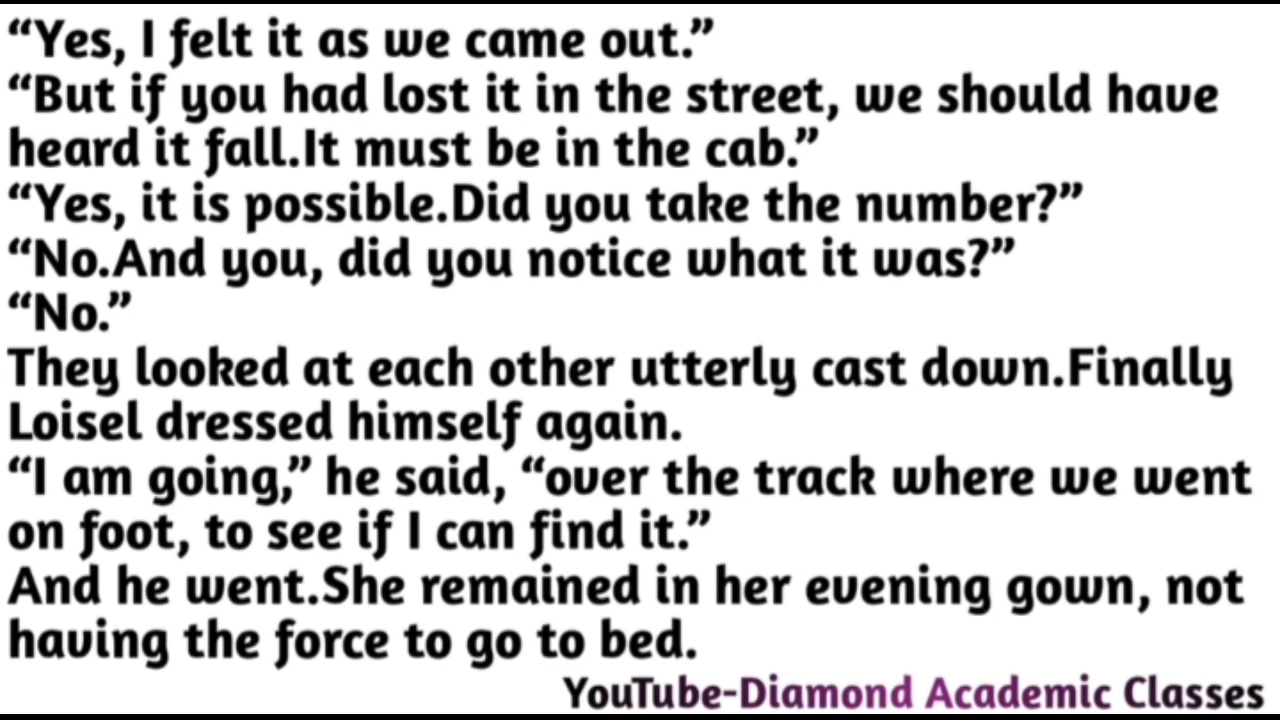 “Yes, I felt it as we came out.”
“But if you had lost it in the street, we should have
heard it fall.It must be in the cab.”
“Yes, it is possible.Did you take the number?”
“No.And you, did you notice what it was?”
“No.”
They looked at each other utterly cast down.Finally
Loisel dressed himself again.
“I am going,” he said, “over the track where we went
on foot, to see if I can find it.”
And he went.She remained in her evening gown, not
having the force to go to bed.
YouTube-Diamond Academic Classes